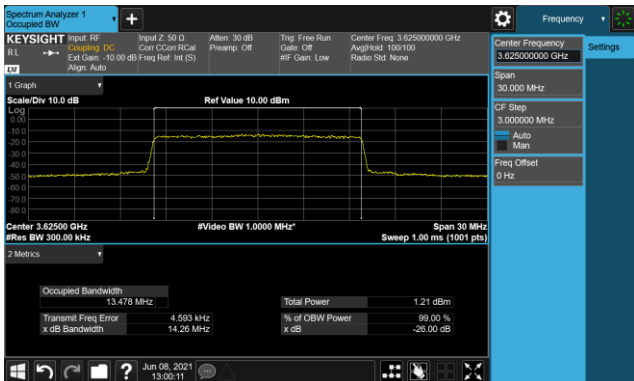 Spectrum Analyzer 1
Occupied BW
+
Frequency
KEYSIGHT
RL
LXI
Input: RF
Coupling: DC
Ext Gain: -10.00 dB
Align: Auto
Input Z: 50 Ω
Corr CCorr RCal
Freq Ref: Int (S)
Atten: 30 dB
Preamp: Off
Trig: Free Run
Gate: Off
#IF Gain: Low
Center Freq: 3.625000000 GHz
Avg|Hold: 100/100
Radio Std: None
Center Frequency
3.625000000 GHz
Settings
Span
30.000 MHz
CF Step
3.000000 MHz
Auto
Man
Freq Offset
0 Hz
1 Graph
Scale/Div 10.0 dB
Ref Value 10.00 dBm
Log
0.00
-10.0
-20.0
-30.0
-40.0
-50.0
-60.0
-70.0
-80.0
Center 3.62500 GHz
#Video BW 1.0000 MHz*
Span 30 MHz
#Res BW 300.00 kHz
Sweep 1.00 ms (1001 pts)
2 Metrics
Occupied Bandwidth
13.478 MHz
Total Power 1.21 dBm
Transmit Freq Error 4.593 kHz
% of OBW Power 99.00 %
x dB Bandwidth 14.26 MHz
x dB -26.00 dB
?
Jun 08, 2021
13:00:11